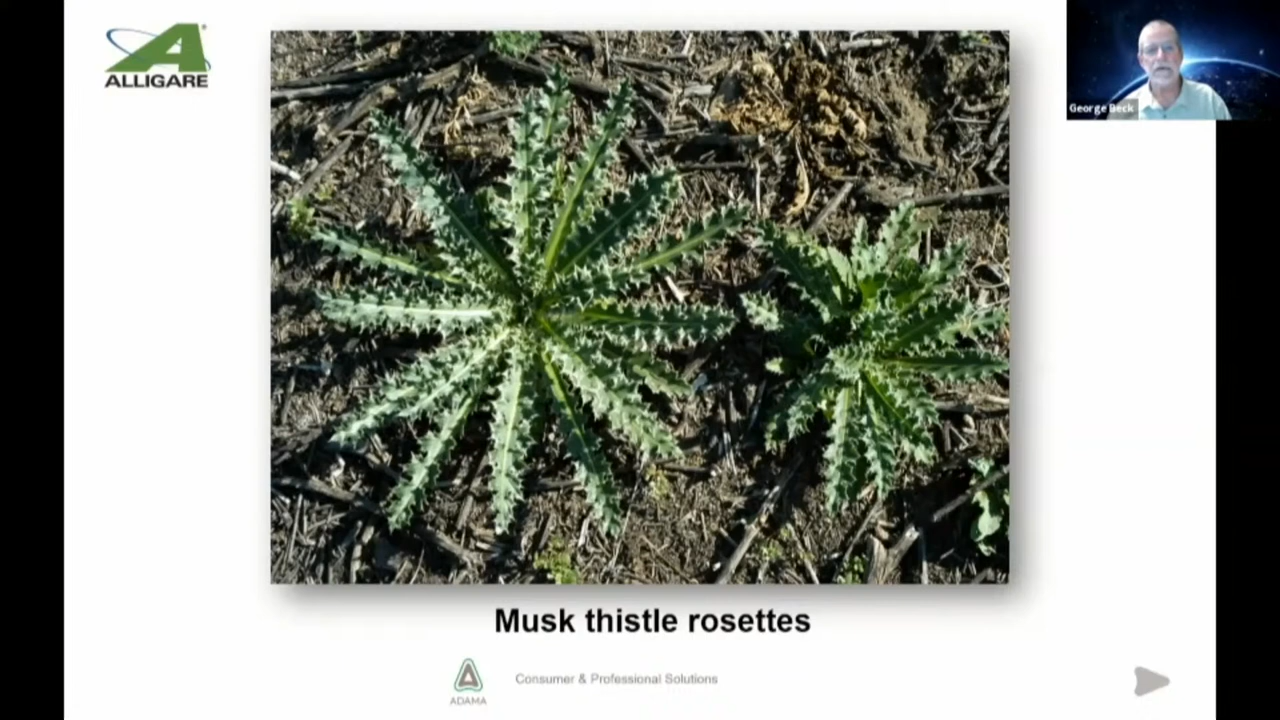 ALLIGARE
George Beck
Musk thistle rosettes
Consumer & Professional Solutions
ADAMA